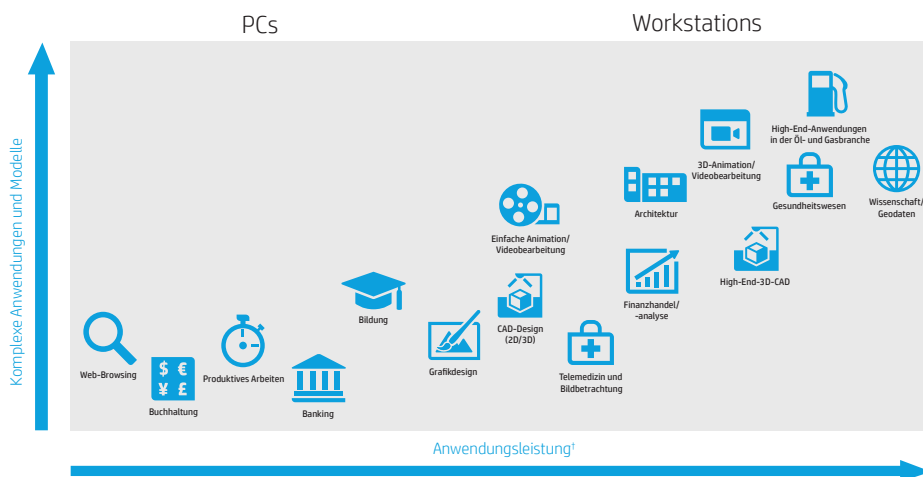 PCs
Workstations
Komplexe Anwendungen und Modelle
High-End-Anwendungen
in der Öl- und Gasbranche
3D-Animation/
Videobearbeitung
Gesundheitswesen
Wissenschaft/
Geodaten
Architektur
Einfache Animation/
Videobearbeitung
High-End-3D-CAD
Finanzhandel/
-analyse
Bildung
CAD-Design
(2D/3D)
Grafikdesign
Telemedizin und
Bildbetrachtung
Web-Browsing
$ €
¥ £
Buchhaltung
Produktives Arbeiten
Banking
Anwendungsleistung†